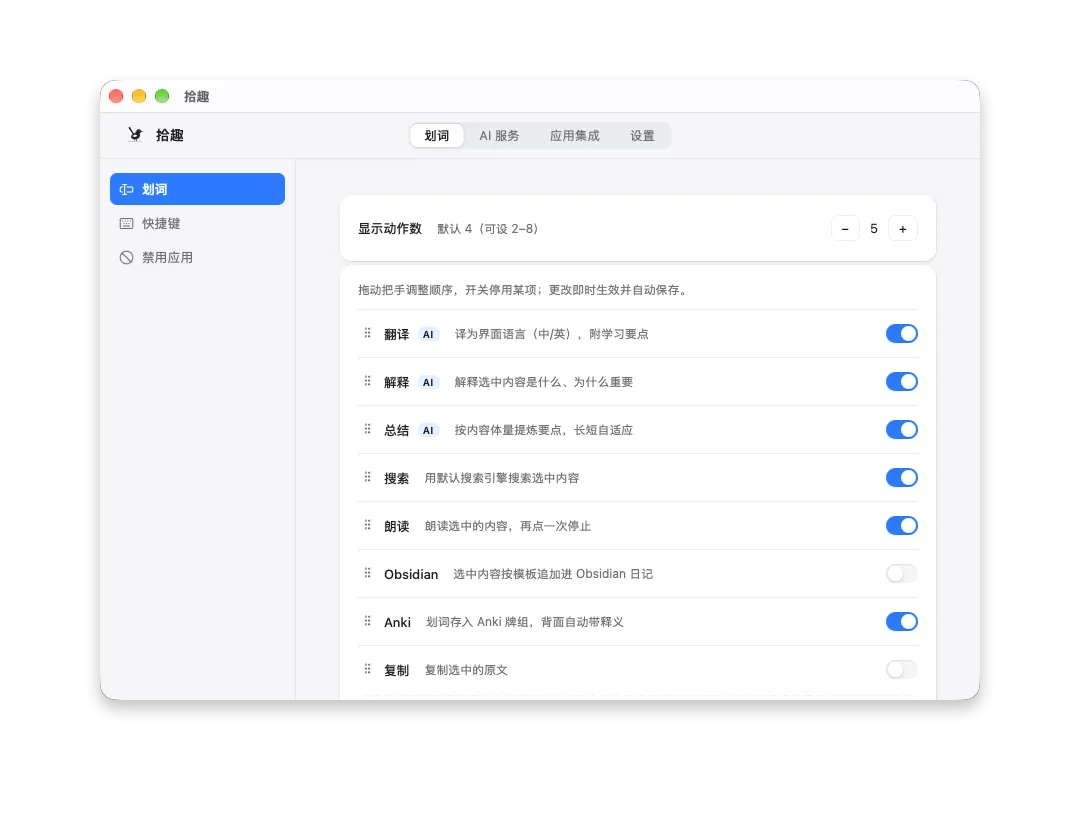 拾趣
拾趣
划词 AI 服务 应用集成 设置
划词
快捷键
禁用应用
显示动作数 默认 4（可设 2–8） − 5 +
拖动把手调整顺序，开关停用某项；更改即时生效并自动保存。
翻译 AI 译为界面语言（中/英），附学习要点
解释 AI 解释选中内容是什么、为什么重要
总结 AI 按内容体量提炼要点，长短自适应
搜索 用默认搜索引擎搜索选中内容
朗读 朗读选中的内容，再点一次停止
Obsidian 选中内容按模板追加进 Obsidian 日记
Anki 划词存入 Anki 牌组，背面自动带释义
复制 复制选中的原文